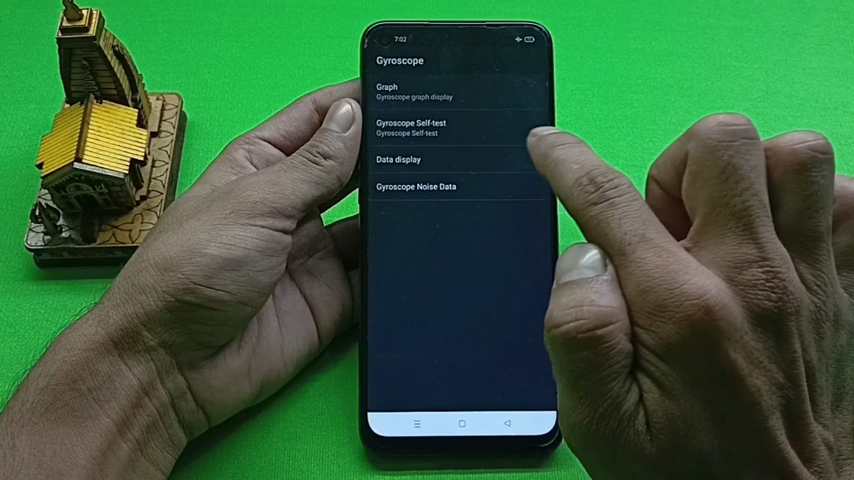 7:02
Gyroscope
Graph
Gyroscope graph display
Gyroscope Self-test
Gyroscope Self-test
Data display
Gyroscope Noise Data